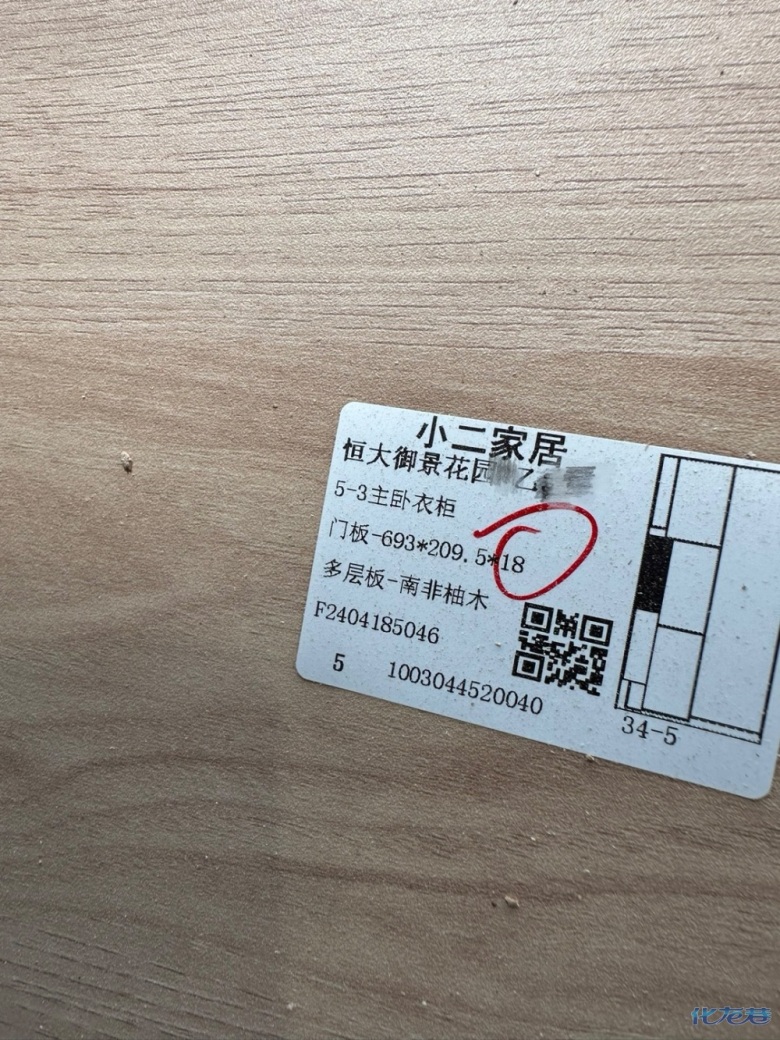 小二家居
恒大御景花园
5-3主卧衣柜
门板-693*209.5*18
多层板-南非柚木
F2404185046
5 1003044520040
34-5
化龙巷